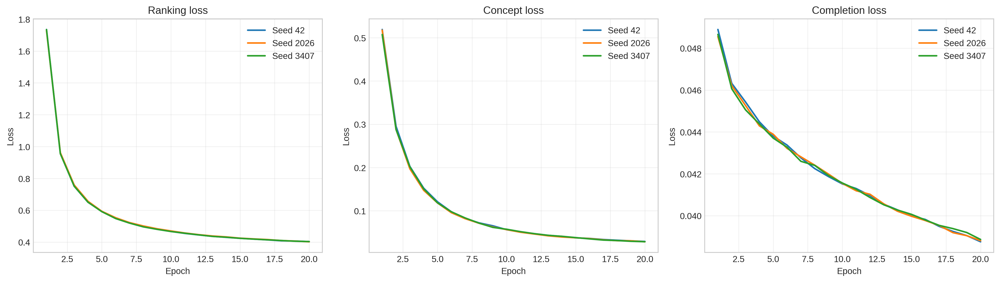 Ranking loss
1.8
1.6
1.4
1.2
1.0
0.8
0.6
0.4
Loss
2.5 5.0 7.5 10.0 12.5 15.0 17.5 20.0
Epoch
Seed 42
Seed 2026
Seed 3407
Concept loss
0.5
0.4
0.3
0.2
0.1
Loss
2.5 5.0 7.5 10.0 12.5 15.0 17.5 20.0
Epoch
Seed 42
Seed 2026
Seed 3407
Completion loss
0.048
0.046
0.044
0.042
0.040
Loss
2.5 5.0 7.5 10.0 12.5 15.0 17.5 20.0
Epoch
Seed 42
Seed 2026
Seed 3407